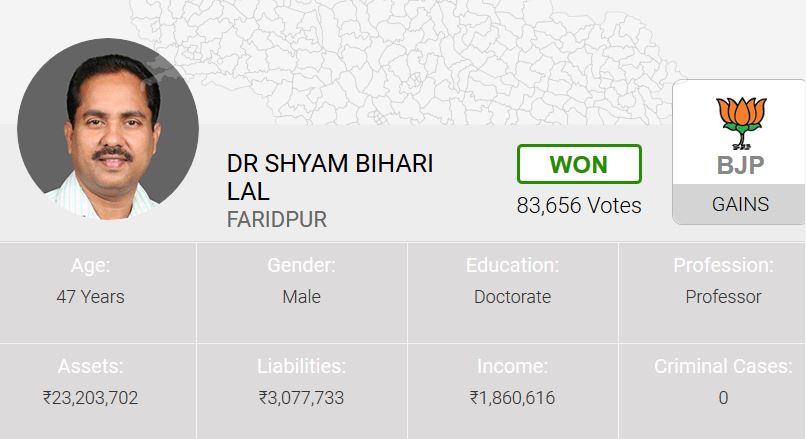 DR SHYAM BIHARI
LAL
FARIDPUR
WON
83,656 Votes
BJP
GAINS
Age:
47 Years
Gender:
Male
Education:
Doctorate
Profession:
Professor
Assets:
₹23,203,702
Liabilities:
₹3,077,733
Income:
₹1,860,616
Criminal Cases:
0